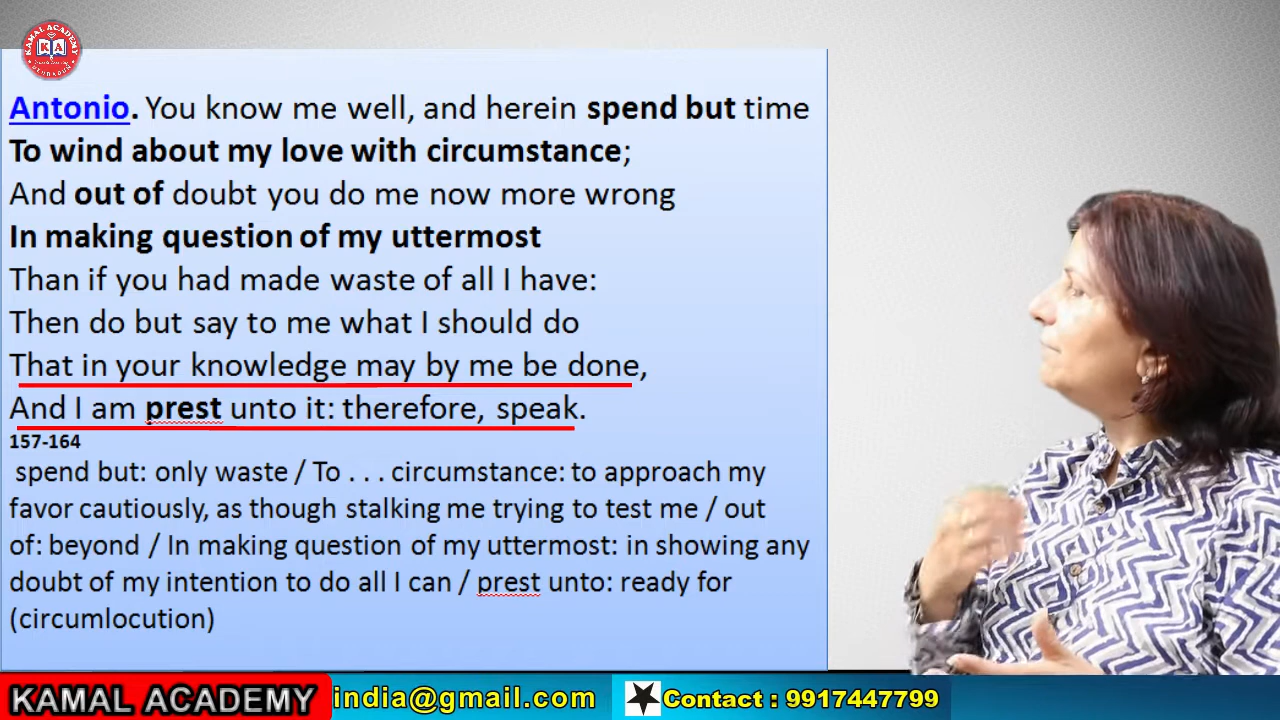 KAMAL ACADEMY
K A
DEHRADUN
Antonio. You know me well, and herein spend but time
To wind about my love with circumstance;
And out of doubt you do me now more wrong
In making question of my uttermost
Than if you had made waste of all I have:
Then do but say to me what I should do
That in your knowledge may by me be done,
And I am prest unto it: therefore, speak.
157-164
spend but: only waste / To . . . circumstance: to approach my
favor cautiously, as though stalking me trying to test me / out
of: beyond / In making question of my uttermost: in showing any
doubt of my intention to do all I can / prest unto: ready for
(circumlocution)
KAMAL ACADEMY india@gmail.com Contact : 9917447799